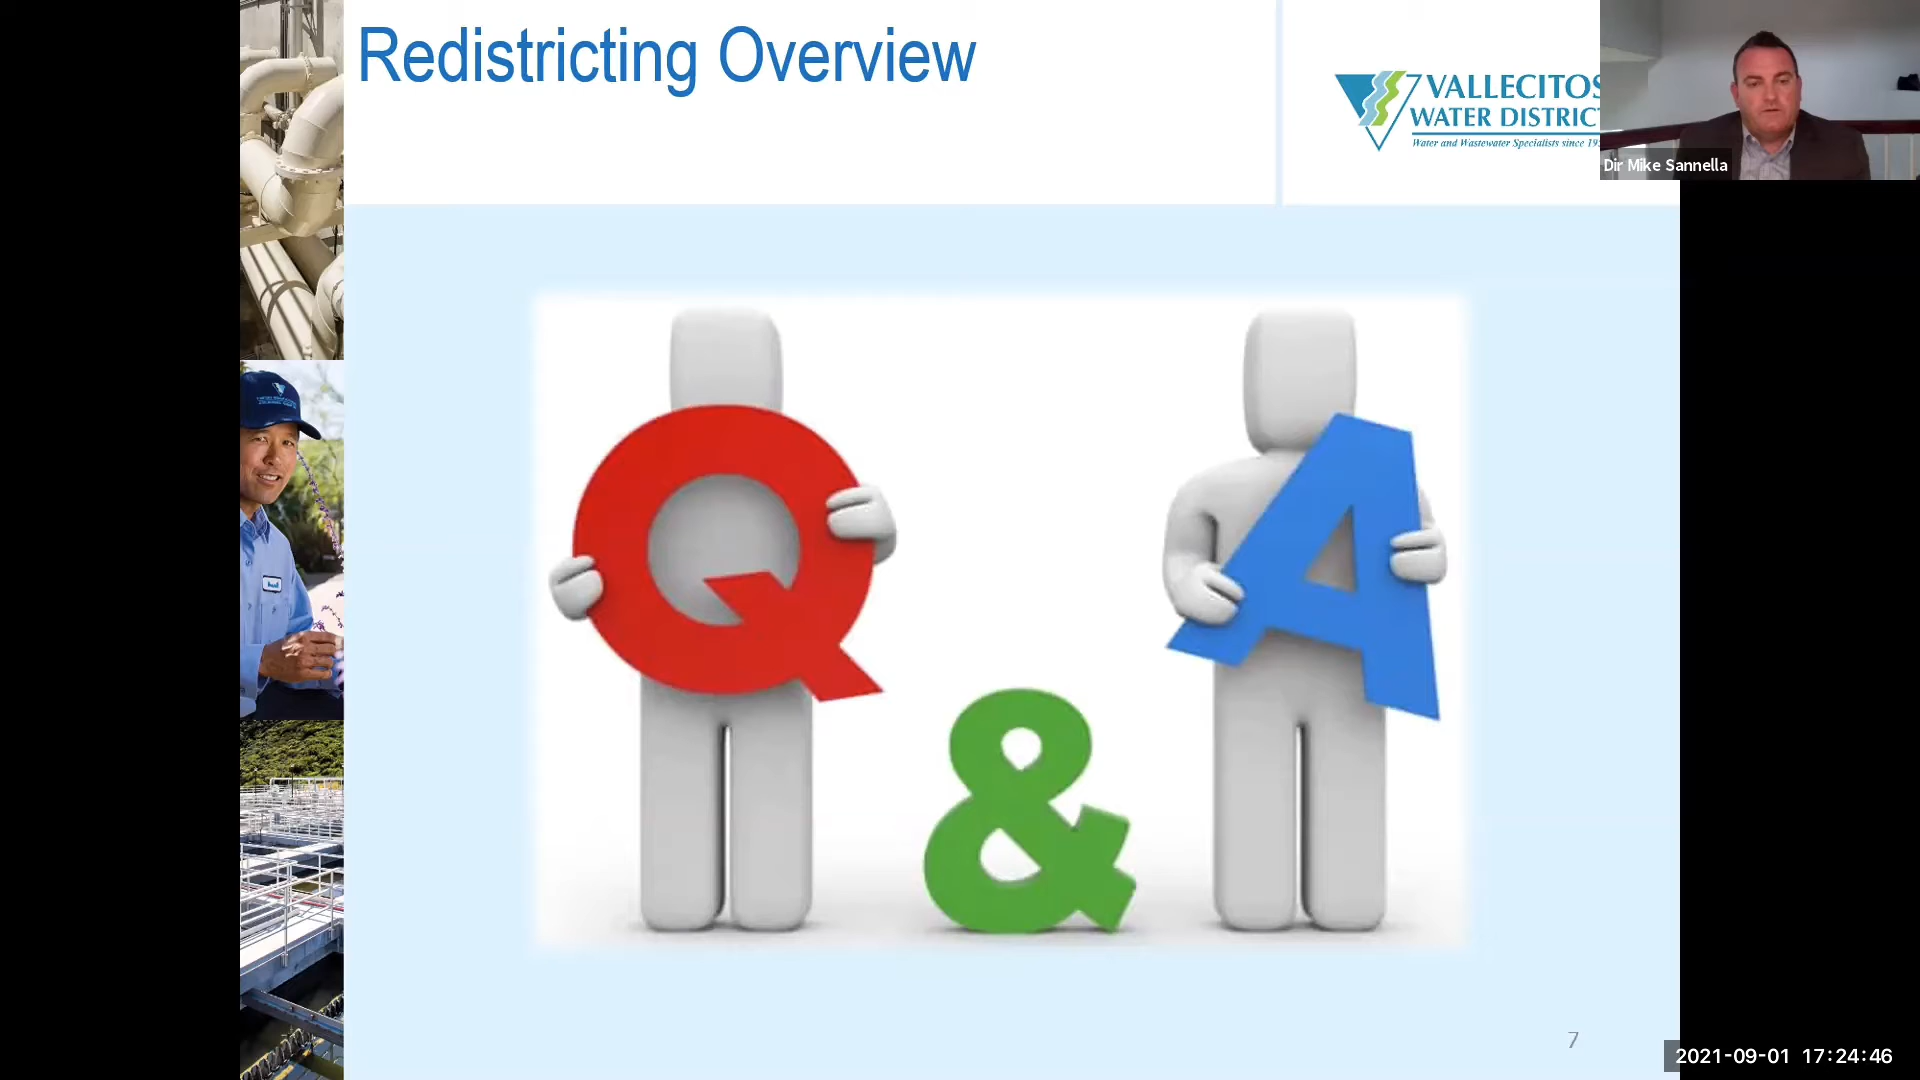 Redistricting Overview
VALLECITOS
WATER DISTRIC
Water and Wastewater Specialists since 19
Dir Mike Sannella
Q & A
7
2021-09-01 17:24:46